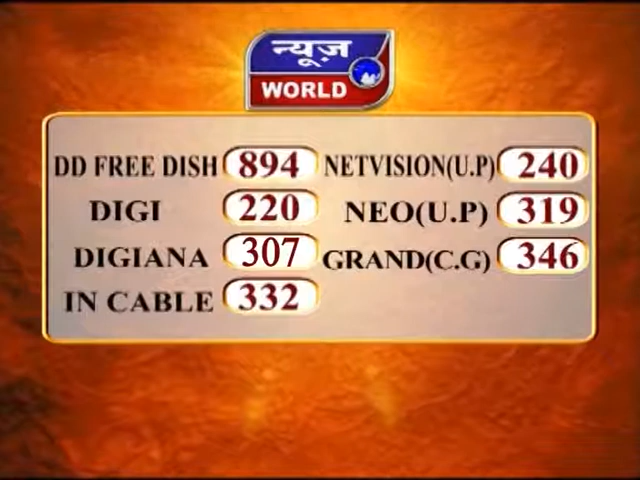 न्यूज़
WORLD
DD FREE DISH 894 NETVISION(U.P) 240
DIGI 220 NEO(U.P) 319
DIGIANA 307 GRAND(C.G) 346
IN CABLE 332